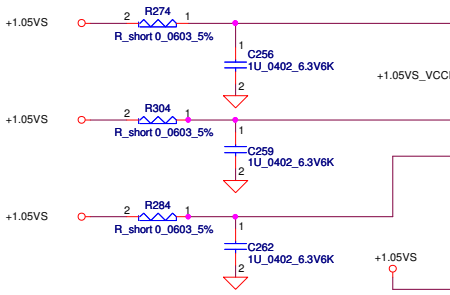 R274
+1.05VS
2
1
R_short 0_0603_5%
1
C256
1U_0402_6.3V6K
2
+1.05VS_VCC
R304
+1.05VS
2
1
R_short 0_0603_5%
1
C259
1U_0402_6.3V6K
2
R284
+1.05VS
2
1
R_short 0_0603_5%
1
C262
1U_0402_6.3V6K
2
+1.05VS